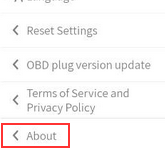 Reset Settings
OBD plug version update
Terms of Service and
Privacy Policy
About